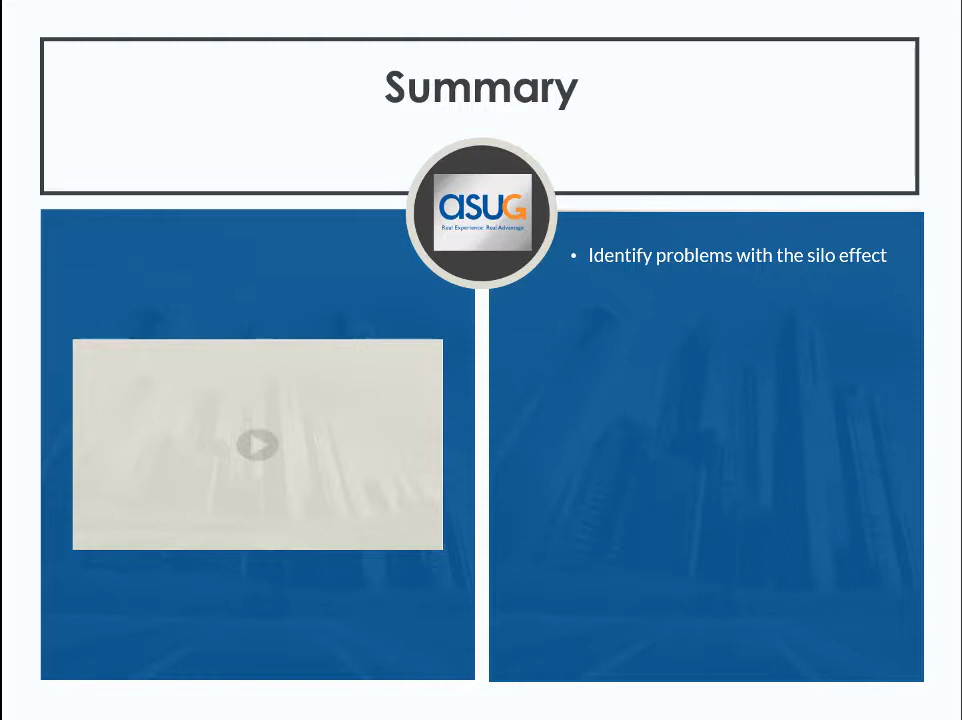 Summary
asUG
Real Experience. Real Advantage.
• Identify problems with the silo effect